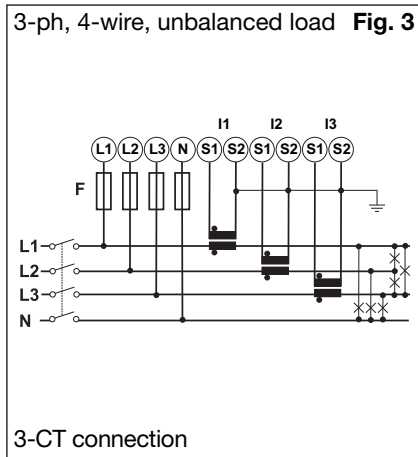 3-ph, 4-wire, unbalanced load Fig. 3
I1 I2 I3
L1 L2 L3 N S1 S2 S1 S2 S1 S2
F
L1
L2
L3
N
3-CT connection